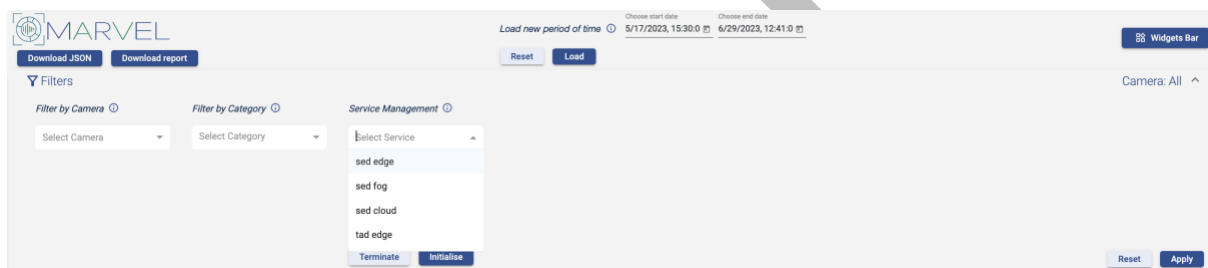 MARVEL
Download JSON Download report
Load new period of time
Choose start date
5/17/2023, 15:30:0
Choose end date
6/29/2023, 12:41:0
Reset Load
Widgets Bar
Filters
Camera: All
Filter by Camera
Select Camera
Filter by Category
Select Category
Service Management
Select Service
sed edge
sed fog
sed cloud
tad edge
Terminate Initialise
Reset Apply